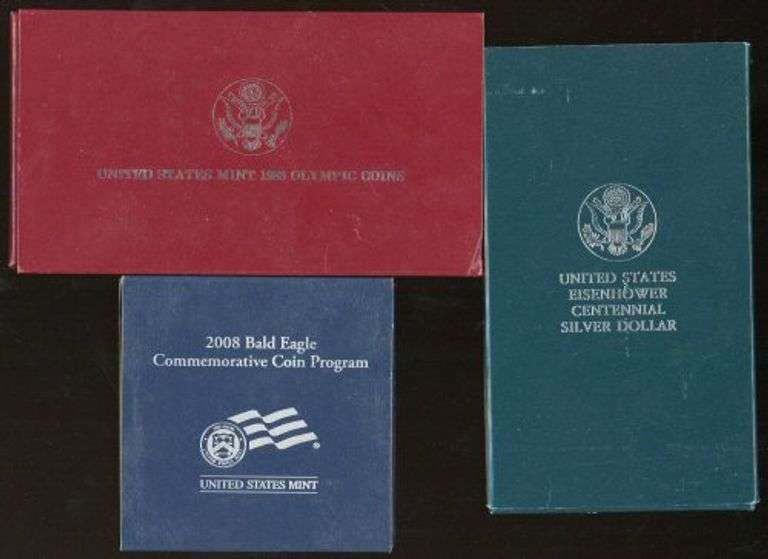 UNITED STATES MINT 1988 OLYMPIC COINS
UNITED STATES
EISENHOWER
CENTENNIAL
SILVER DOLLAR
2008 Bald Eagle
Commemorative Coin Program
UNITED STATES MINT